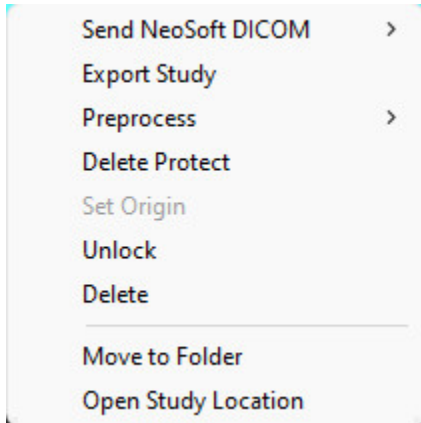 Send NeoSoft DICOM
Export Study
Preprocess
Delete Protect
Set Origin
Unlock
Delete
Move to Folder
Open Study Location